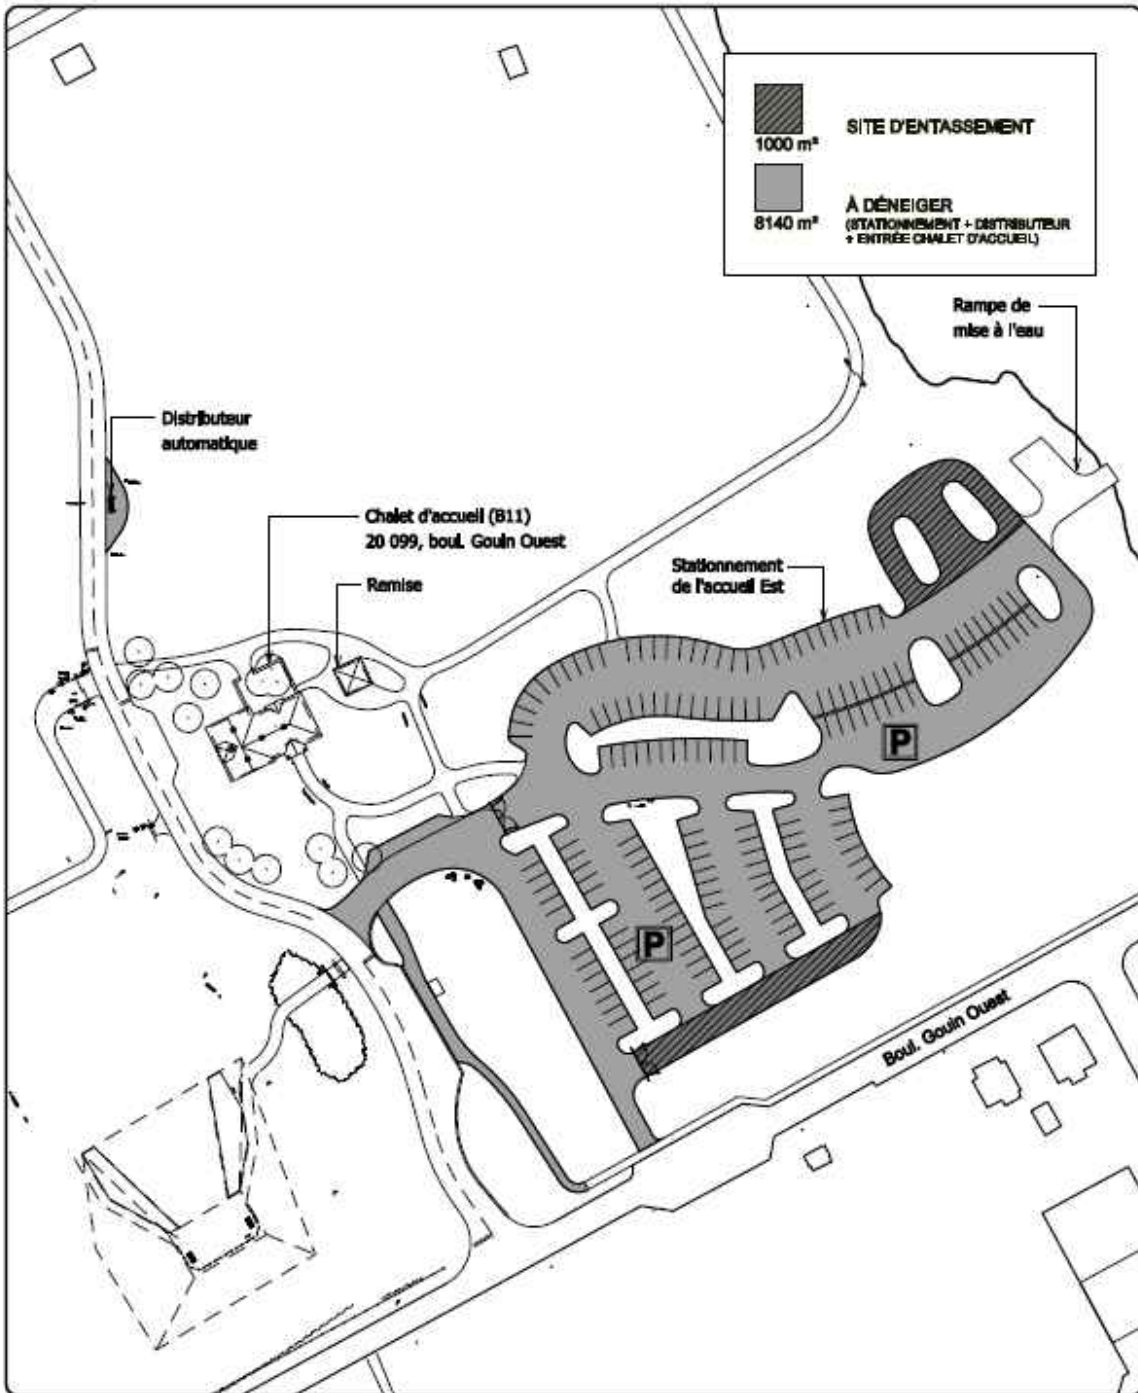 SITE D'ENTASSEMENT
1000 m²
À DÉNEIGER
8140 m²
(STATIONNEMENT + DISTRIBUTEUR
+ ENTRÉE CHALET D'ACCUEIL)
Rampe de
mise à l'eau
Distributeur
automatique
Chalet d'accueil (B11)
20 099, boul. Gouin Ouest
Remise
Stationnement
de l'accueil Est
P
P
Boul. Gouin Ouest